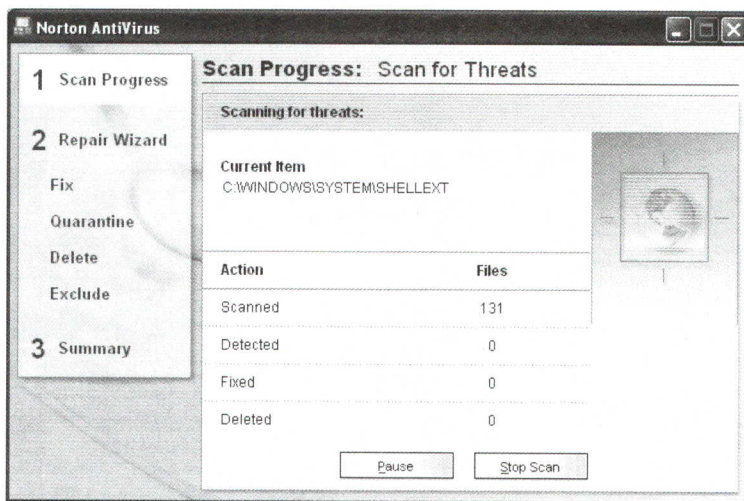 Norton AntiVirus
1 Scan Progress
2 Repair Wizard
Fix
Quarantine
Delete
Exclude
3 Summary
Scan Progress: Scan for Threats
Scanning for threats:
Current Item
C:\WINDOWS\SYSTEM\SHELLEXT
Action Files
Scanned 131
Detected 0
Fixed 0
Deleted 0
Pause Stop Scan